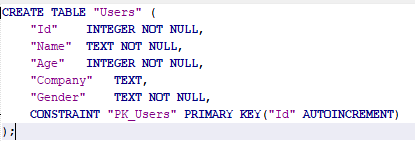 CREATE TABLE "Users" (
"Id" INTEGER NOT NULL,
"Name" TEXT NOT NULL,
"Age" INTEGER NOT NULL,
"Company" TEXT,
"Gender" TEXT NOT NULL,
CONSTRAINT "PK_Users" PRIMARY KEY("Id" AUTOINCREMENT)
);